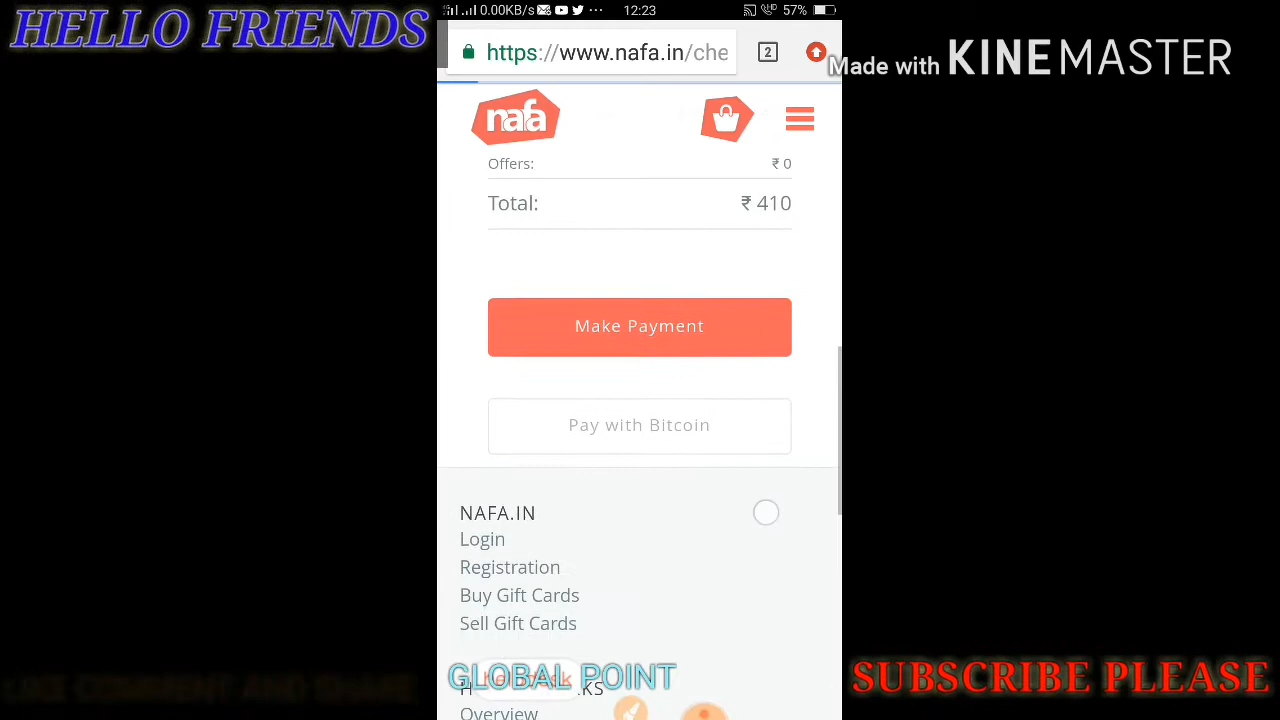 HELLO FRIENDS
0.00KB/s ··· 12:23 57%
https://www.nafa.in/che 2
Made with KINEMASTER
nafa
Offers: ₹ 0
Total: ₹ 410
Make Payment
Pay with Bitcoin
NAFA.IN
Login
Registration
Buy Gift Cards
Sell Gift Cards
GLOBAL POINT
SUBSCRIBE PLEASE
Overview